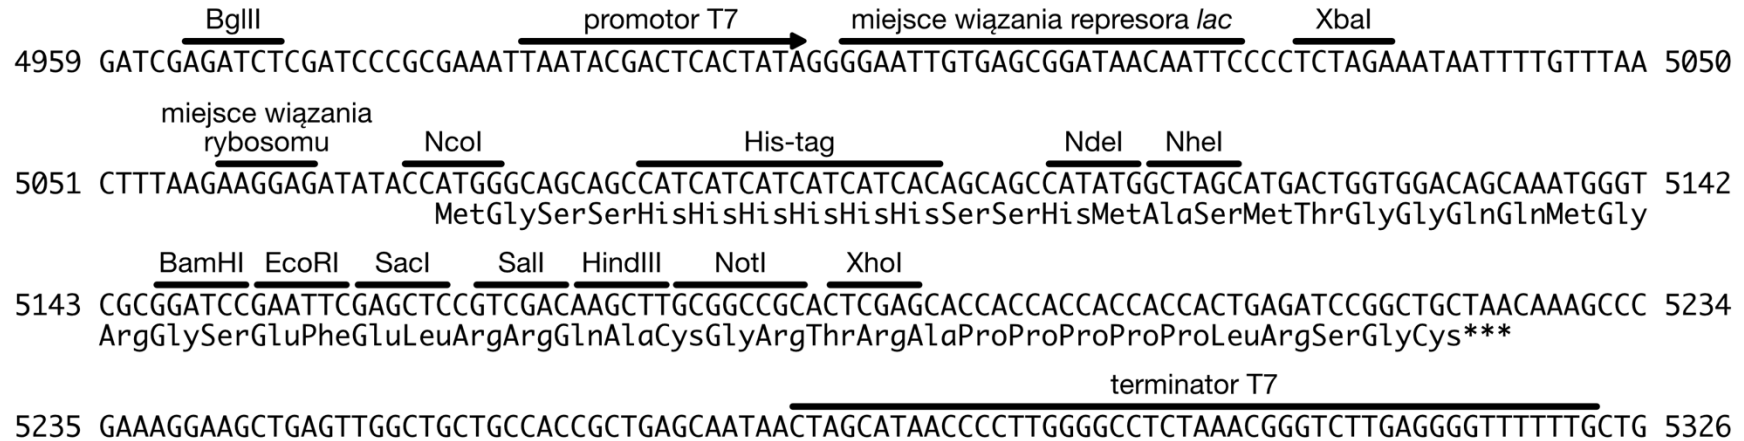 BglII promotor T7 miejsce wiązania represora lac XbaI
4959 GATCGAGATCTCGATCCCGCGAAATTAATACGACTCACTATAGGGGAATTGTGAGCGGATAACAATTCCCCTCTAGAAATAATTTTGTTTAA 5050
miejsce wiązania
rybosomu NcoI His-tag NdeI NheI
5051 CTTTAAGAAGGAGATATACCATGGGCAGCAGCCATCATCATCATCATCACAGCAGCCATATGGCTAGCATGACTGGTGGACAGCAAATGGGT 5142
MetGlySerSerHisHisHisHisHisHisSerSerHisMetAlaSerMetThrGlyGlyGlnGlnMetGly
BamHI EcoRI SacI SalI HindIII NotI XhoI
5143 CGCGGATCCGAATTCGAGCTCCGTCGACAAGCTTGCGGCCGCACTCGAGCACCACCACCACCACCACTGAGATCCGGCTGCTAACAAAGCCC 5234
ArgGlySerGluPheGluLeuArgArgGlnAlaCysGlyArgThrArgAlaProProProProProLeuArgSerGlyCys***
terminator T7
5235 GAAAGGAAGCTGAGTTGGCTGCTGCCACCGCTGAGCAATAACTAGCATAACCCCTTGGGGCCTCTAAACGGGTCTTGAGGGGTTTTTTGCTG 5326